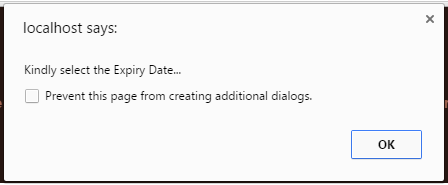 localhost says:
Kindly select the Expiry Date...
Prevent this page from creating additional dialogs.
OK